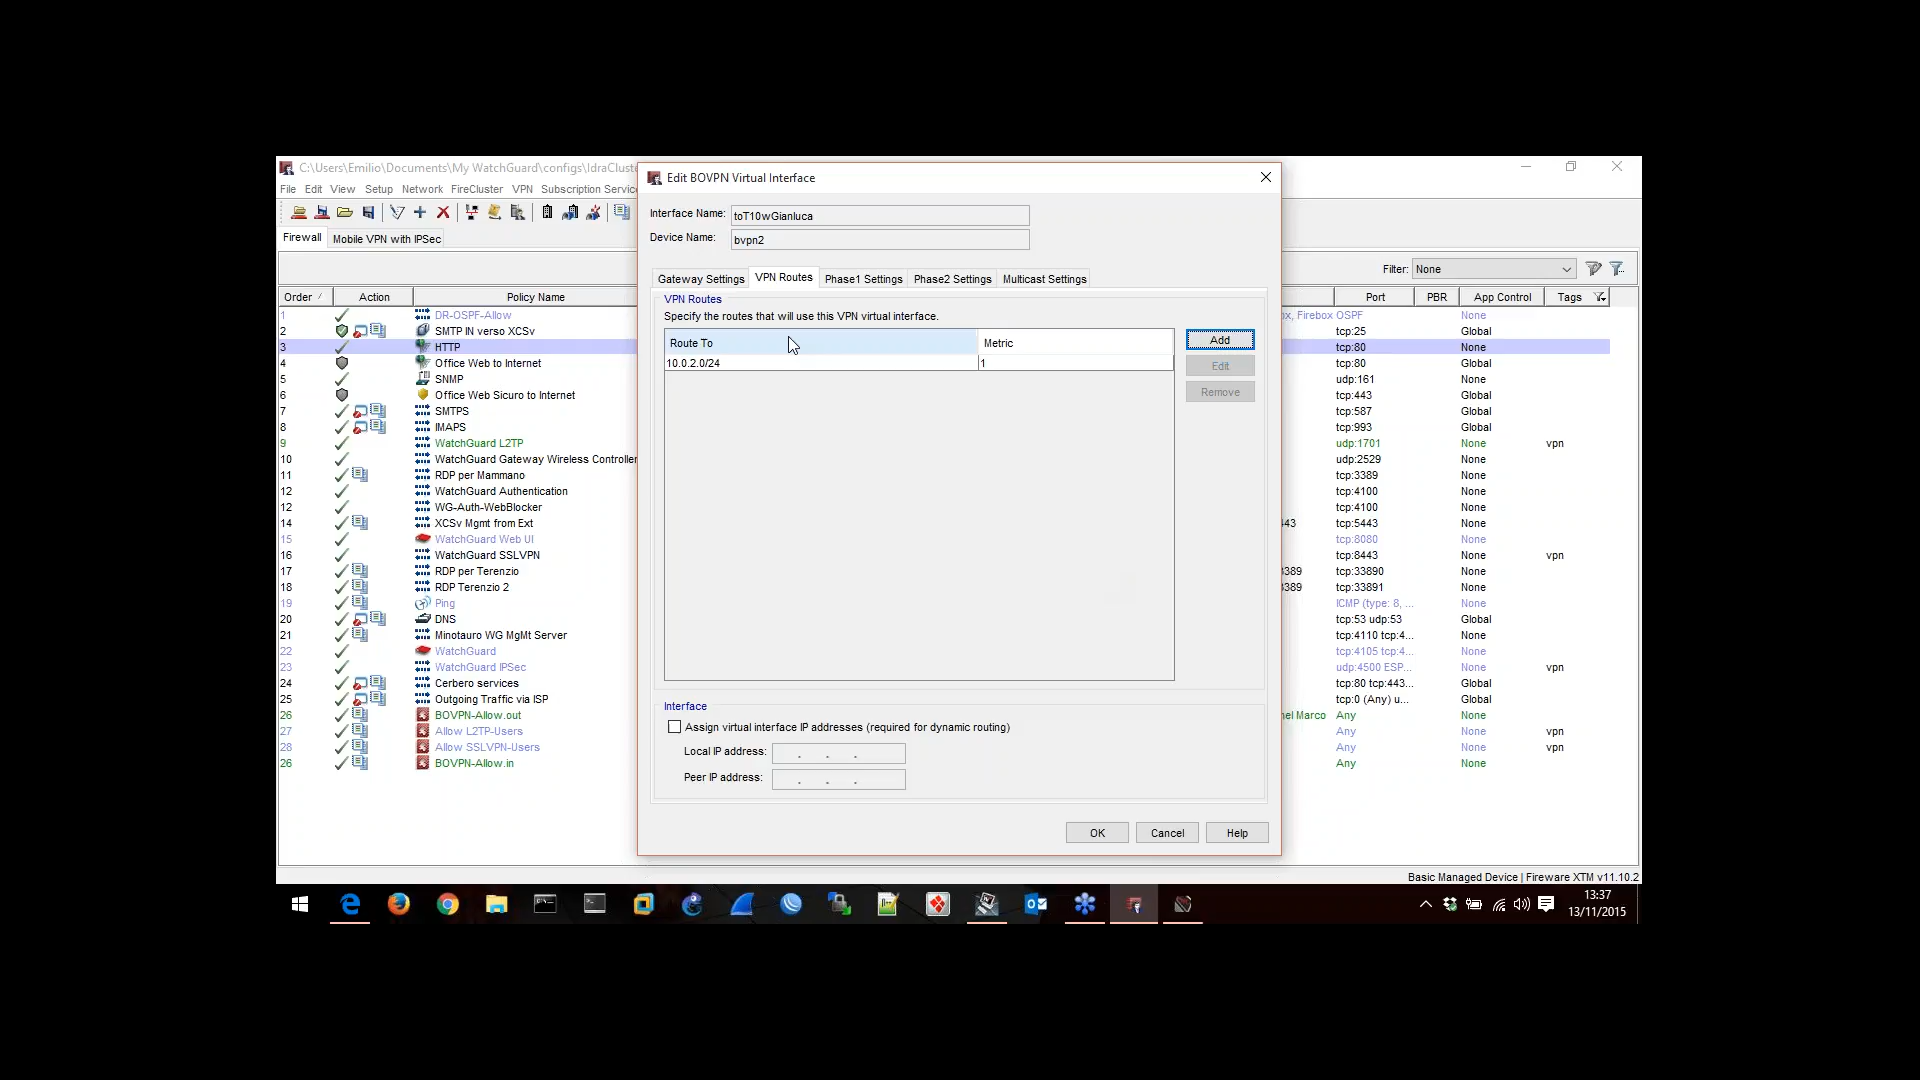 C:\Users\Emilio\Documents\My WatchGuard\configs\IdraCluste
File Edit View Setup Network FireCluster VPN Subscription Service
Firewall Mobile VPN with IPSec
Filter: None
Order / Action Policy Name Port PBR App Control Tags
1 DR-OSPF-Allow Firebox OSPF None
2 SMTP IN verso XCSv tcp:25 Global
3 HTTP tcp:80 None
4 Office Web to Internet tcp:80 Global
5 SNMP udp:161 None
6 Office Web Sicuro to Internet tcp:443 Global
7 SMTPS tcp:587 Global
8 IMAPS tcp:993 Global
9 WatchGuard L2TP udp:1701 None vpn
10 WatchGuard Gateway Wireless Controller udp:2529 None
11 RDP per Mammano tcp:3389 None
12 WatchGuard Authentication tcp:4100 None
12 WG-Auth-WebBlocker tcp:4100 None
14 XCSv Mgmt from Ext 443 tcp:5443 None
15 WatchGuard Web UI tcp:8080 None
16 WatchGuard SSLVPN tcp:8443 None vpn
17 RDP per Terenzio 3389 tcp:33890 None
18 RDP Terenzio 2 3389 tcp:33891 None
19 Ping ICMP (type: 8, ... None
20 DNS tcp:53 udp:53 Global
21 Minotauro WG MgMt Server tcp:4110 tcp:4... None
22 WatchGuard tcp:4105 tcp:4... None
23 WatchGuard IPSec udp:4500 ESP... None vpn
24 Cerbero services tcp:80 tcp:443... Global
25 Outgoing Traffic via ISP tcp:0 (Any) u... Global
26 BOVPN-Allow.out nel Marco Any None
27 Allow L2TP-Users Any None vpn
28 Allow SSLVPN-Users Any None vpn
26 BOVPN-Allow.in Any None
Edit BOVPN Virtual Interface
Interface Name: toT10wGianluca
Device Name: bvpn2
Gateway Settings VPN Routes Phase1 Settings Phase2 Settings Multicast Settings
VPN Routes
Specify the routes that will use this VPN virtual interface.
Route To Metric
10.0.2.0/24 1
Add
Edit
Remove
Interface
Assign virtual interface IP addresses (required for dynamic routing)
Local IP address: . . .
Peer IP address: . . .
OK Cancel Help
Basic Managed Device | Fireware XTM v11.10.2
13:37
13/11/2015